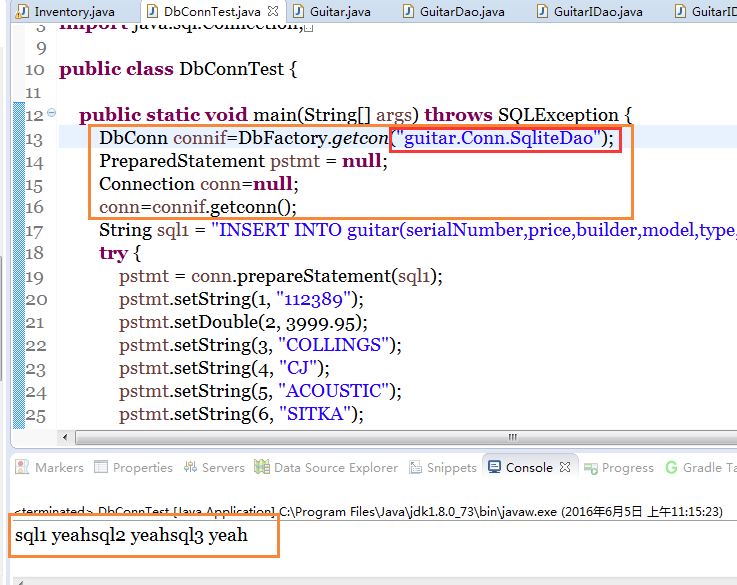 Inventory.java DbConnTest.java Guitar.java GuitarDao.java GuitarIDao.java GuitarID
3 import java.sql.Connection;
9
10 public class DbConnTest {
11
12 public static void main(String[] args) throws SQLException {
13 DbConn connif=DbFactory.getcon("guitar.Conn.SqliteDao");
14 PreparedStatement pstmt = null;
15 Connection conn=null;
16 conn=connif.getconn();
17 String sql1 = "INSERT INTO guitar(serialNumber,price,builder,model,type,
18 try {
19 pstmt = conn.prepareStatement(sql1);
20 pstmt.setString(1, "112389");
21 pstmt.setDouble(2, 3999.95);
22 pstmt.setString(3, "COLLINGS");
23 pstmt.setString(4, "CJ");
24 pstmt.setString(5, "ACOUSTIC");
25 pstmt.setString(6, "SITKA");
Markers Properties Servers Data Source Explorer Snippets Console Progress Gradle Ta
<terminated> DbConnTest [Java Application] C:\Program Files\Java\jdk1.8.0_73\bin\javaw.exe (2016年6月5日 上午11:15:23)
sql1 yeahsql2 yeahsql3 yeah